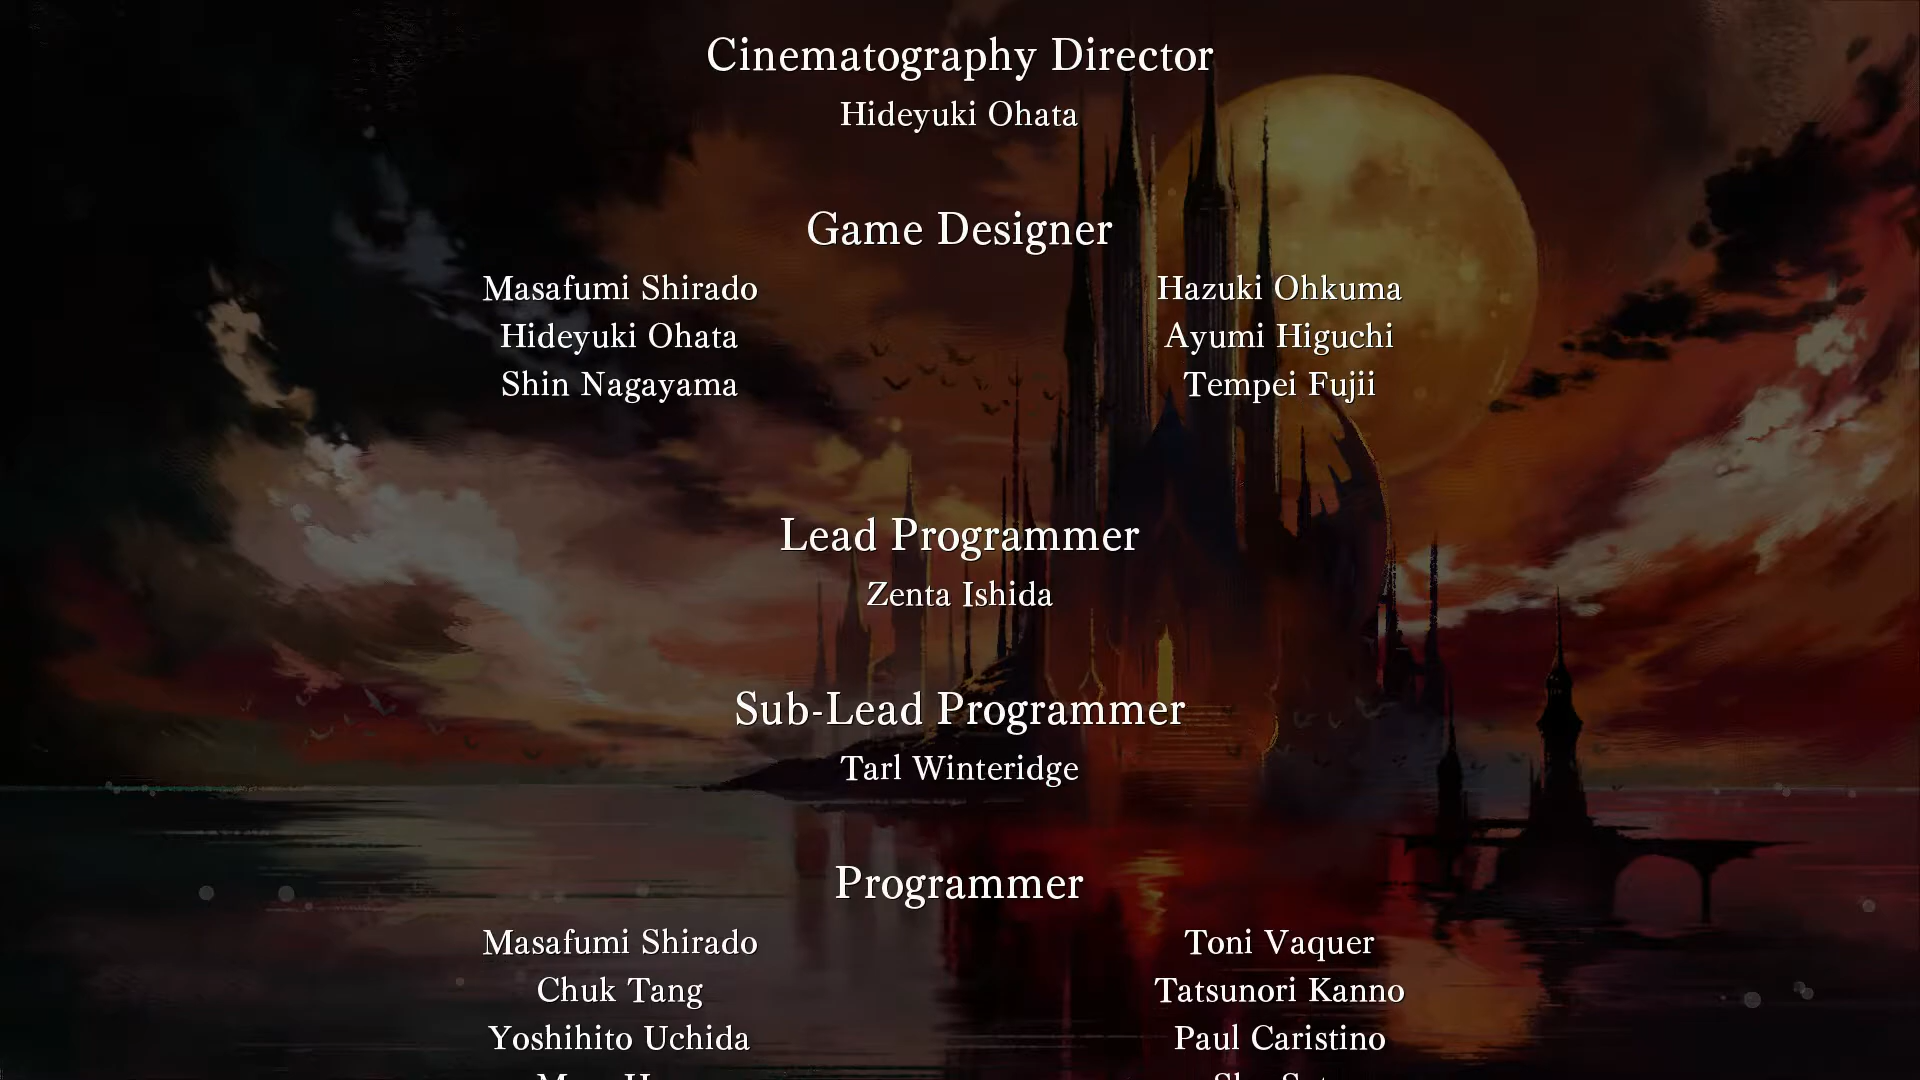 Cinematography Director
Hideyuki Ohata
Game Designer
Masafumi Shirado
Hazuki Ohkuma
Hideyuki Ohata
Ayumi Higuchi
Shin Nagayama
Tempei Fujii
Lead Programmer
Zenta Ishida
Sub-Lead Programmer
Tarl Winteridge
Programmer
Masafumi Shirado
Toni Vaquer
Chuk Tang
Tatsunori Kanno
Yoshihito Uchida
Paul Caristino